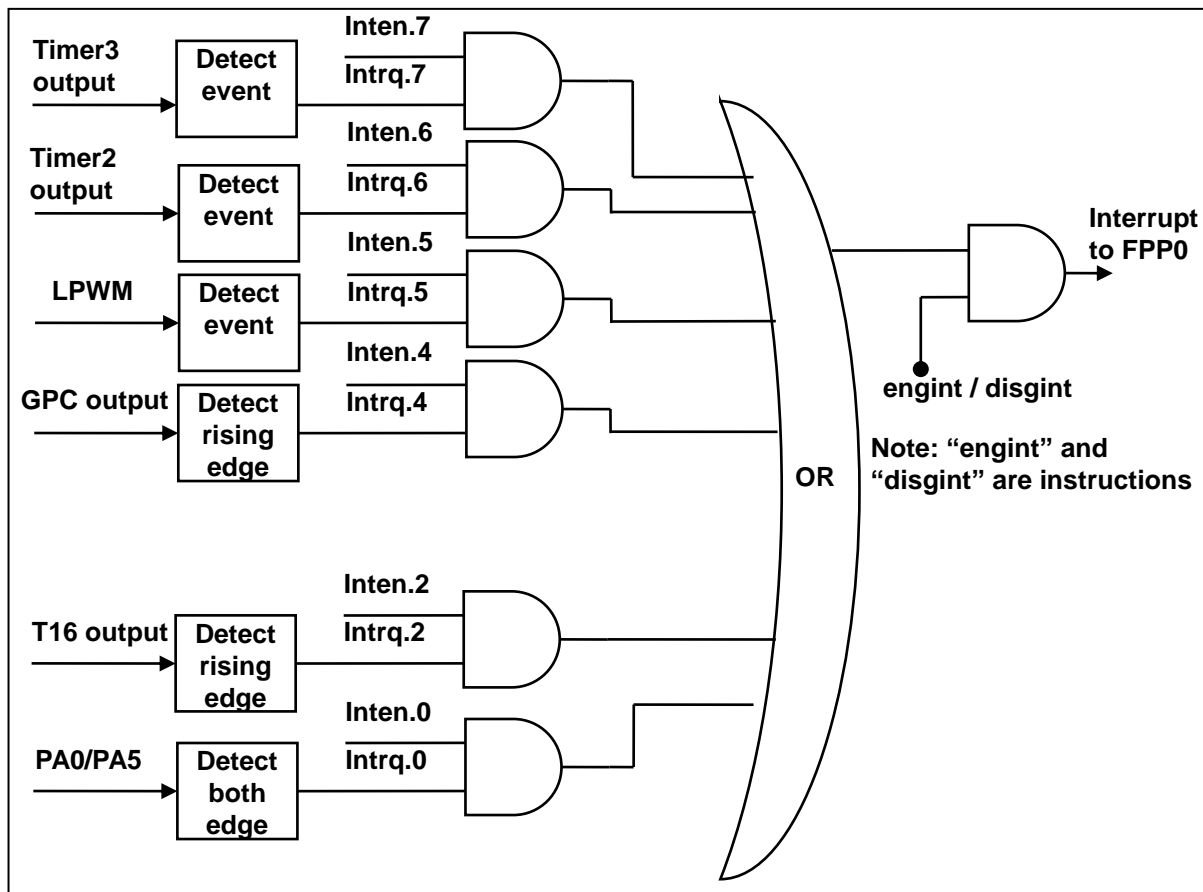 Timer3
output
Detect
event
Inten.7
Intrq.7
Timer2
output
Detect
event
Inten.6
Intrq.6
LPWM
Detect
event
Inten.5
Intrq.5
GPC output
Detect
rising
edge
Inten.4
Intrq.4
T16 output
Detect
rising
edge
Inten.2
Intrq.2
PA0/PA5
Detect
both
edge
Inten.0
Intrq.0
OR
Interrupt
to FPP0
engint / disgint
Note: “engint” and
“disgint” are instructions